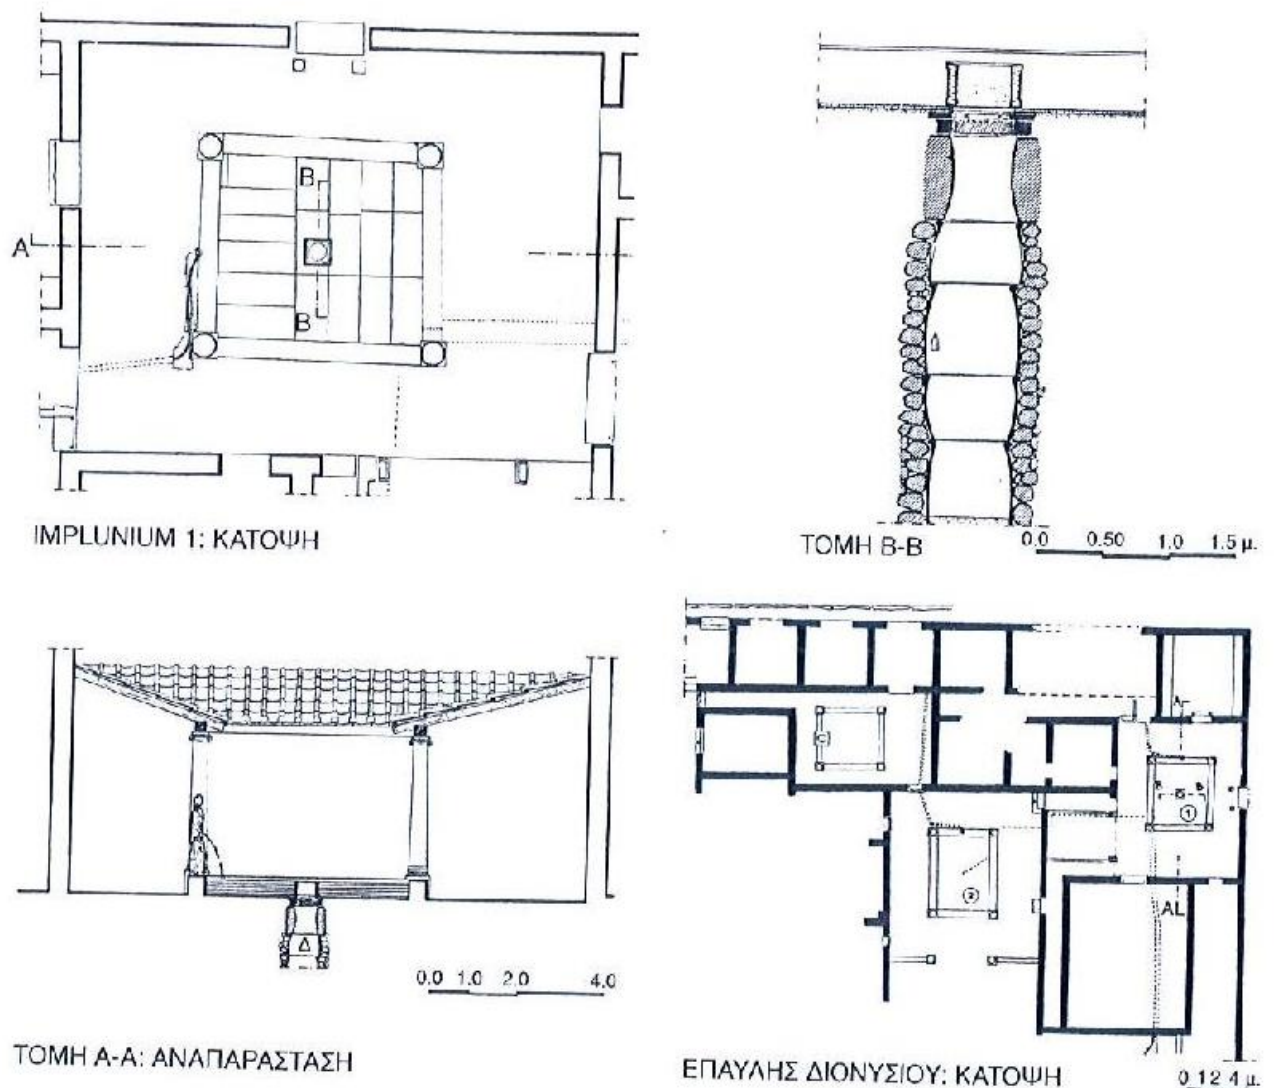 A
B
B
IMPLUNIUM 1: ΚΑΤΟΨΗ
ΤΟΜΗ Β-Β
0.0 0.50 1.0 1.5 μ.
Δ
0.0 1.0 2.0 4.0
ΤΟΜΗ Α-Α: ΑΝΑΠΑΡΑΣΤΑΣΗ
1
2
AL
ΕΠΑΥΛΗΣ ΔΙΟΝΥΣΙΟΥ: ΚΑΤΟΨΗ
0 1 2 4 μ.